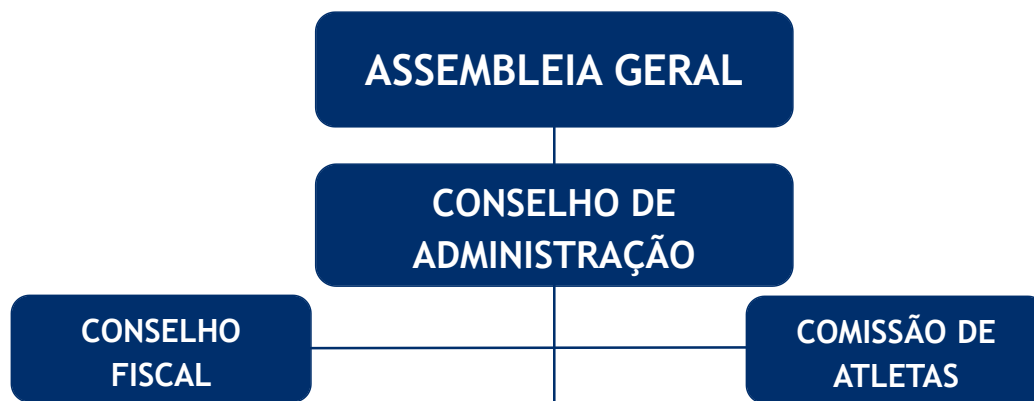 ASSEMBLEIA GERAL
CONSELHO DE
ADMINISTRAÇÃO
CONSELHO
FISCAL
COMISSÃO DE
ATLETAS